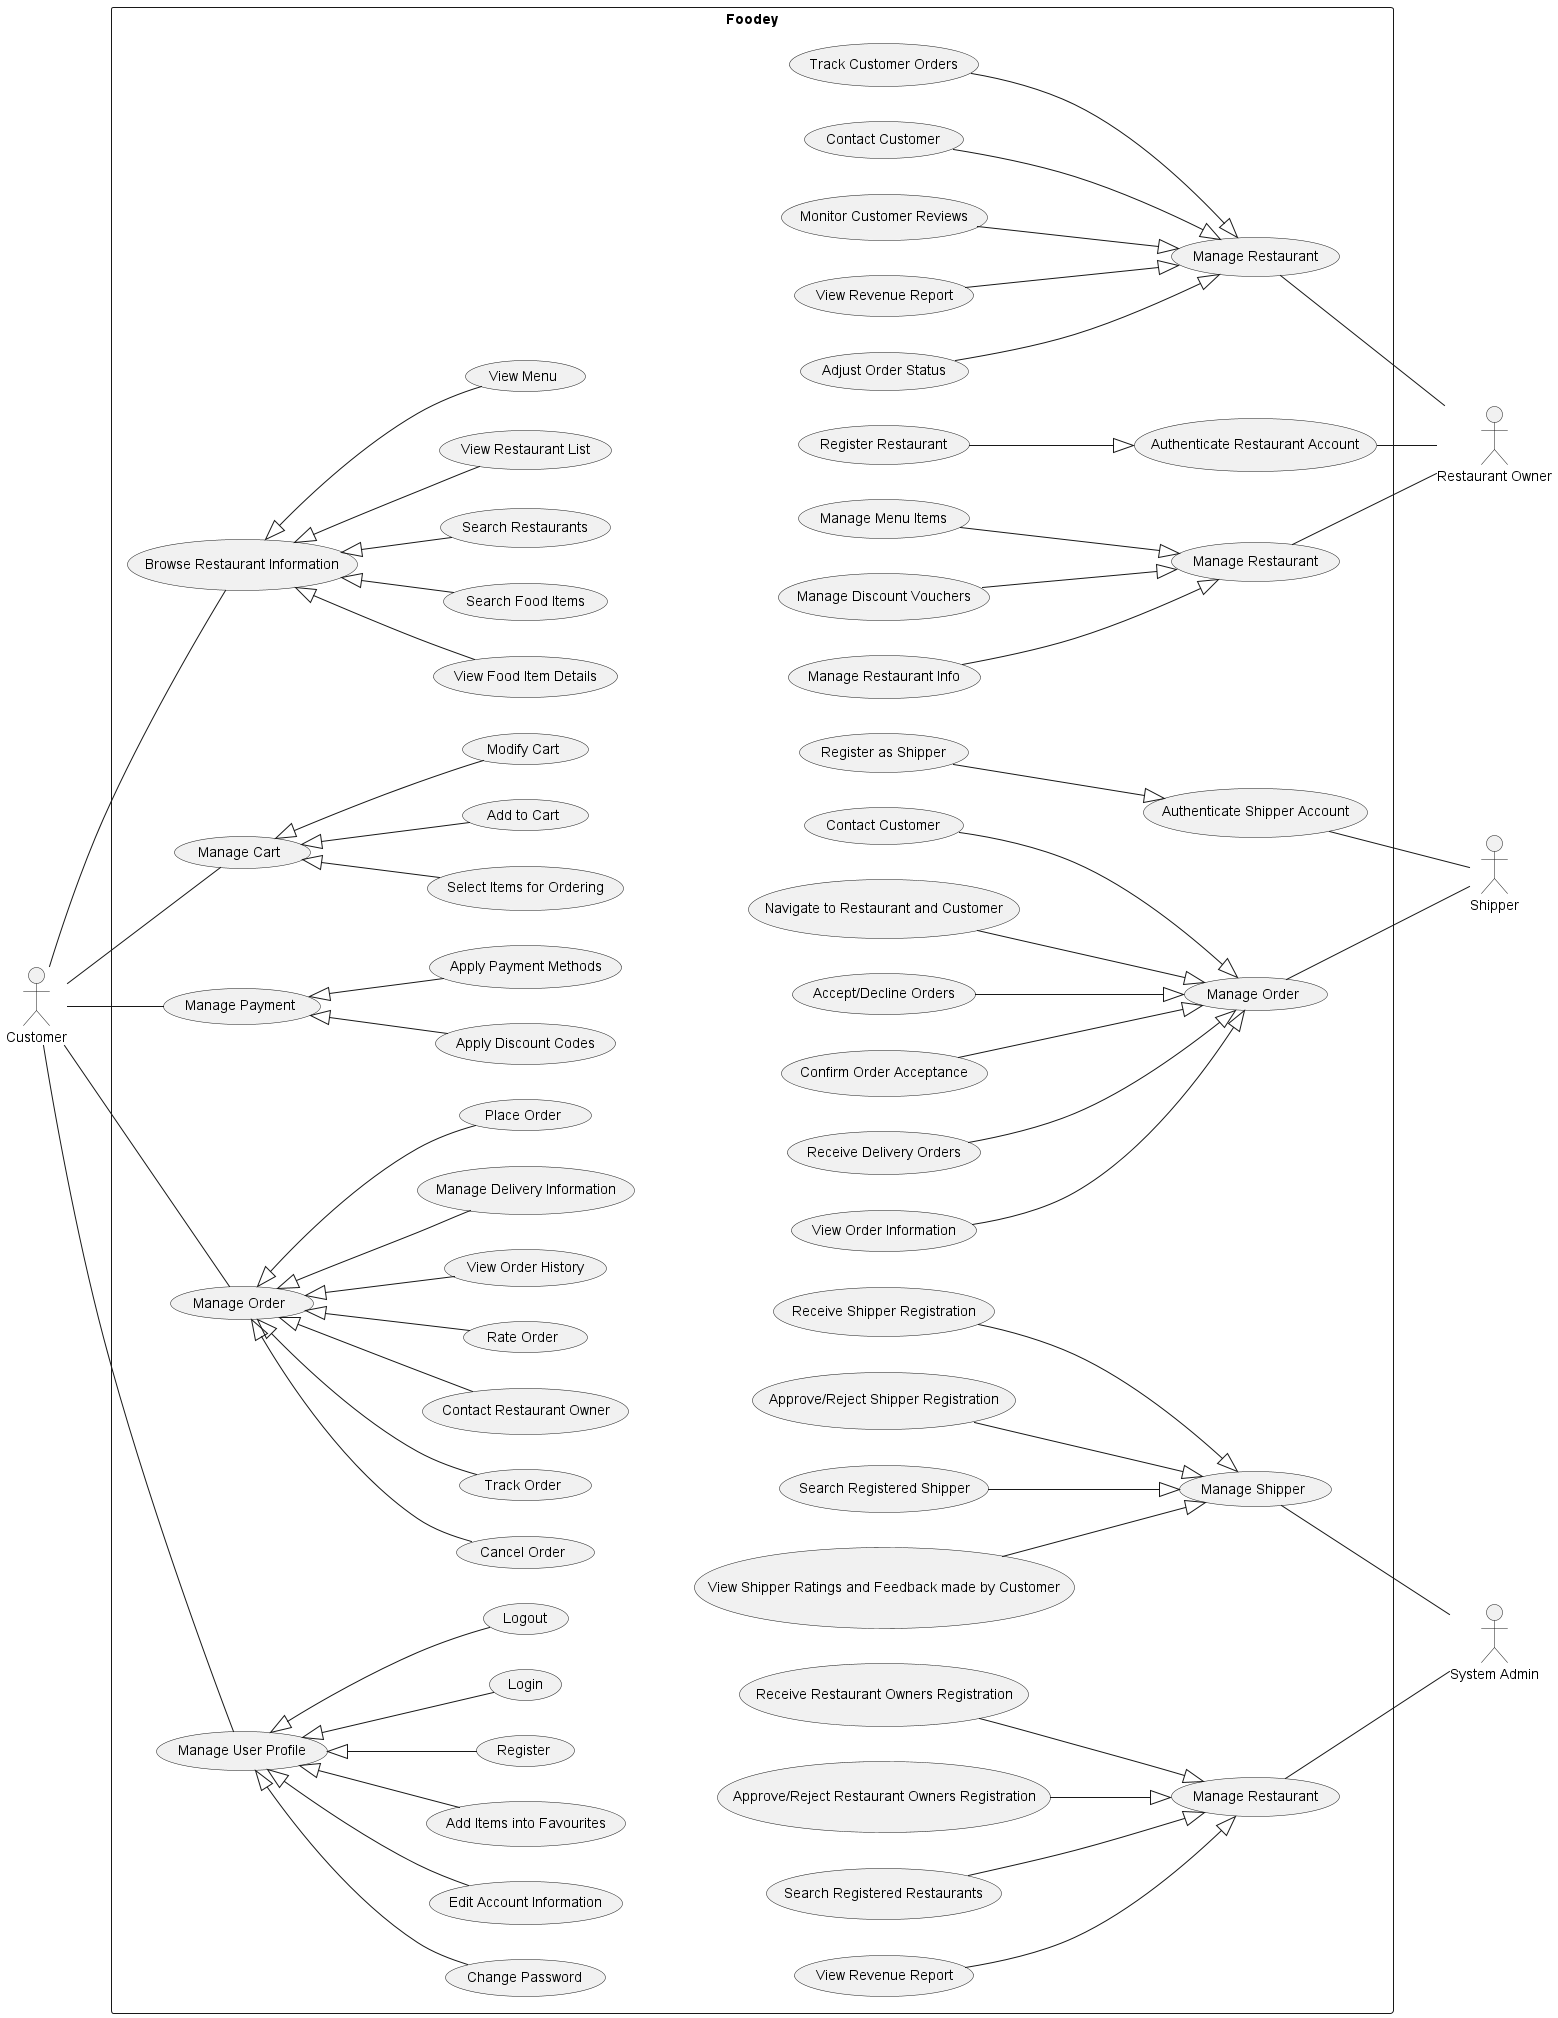 Foodey
Track Customer Orders
Contact Customer
Monitor Customer Reviews
View Revenue Report
Adjust Order Status
Manage Restaurant
Register Restaurant
Authenticate Restaurant Account
Manage Menu Items
Manage Discount Vouchers
Manage Restaurant Info
Manage Restaurant
Restaurant Owner
View Menu
View Restaurant List
Search Restaurants
Search Food Items
View Food Item Details
Browse Restaurant Information
Modify Cart
Add to Cart
Select Items for Ordering
Manage Cart
Apply Payment Methods
Apply Discount Codes
Manage Payment
Customer
Place Order
Manage Delivery Information
View Order History
Rate Order
Contact Restaurant Owner
Track Order
Cancel Order
Manage Order
Logout
Login
Register
Add Items into Favourites
Edit Account Information
Change Password
Manage User Profile
Register as Shipper
Authenticate Shipper Account
Contact Customer
Navigate to Restaurant and Customer
Accept/Decline Orders
Confirm Order Acceptance
Receive Delivery Orders
View Order Information
Manage Order
Shipper
Receive Shipper Registration
Approve/Reject Shipper Registration
Search Registered Shipper
View Shipper Ratings and Feedback made by Customer
Manage Shipper
Receive Restaurant Owners Registration
Approve/Reject Restaurant Owners Registration
Search Registered Restaurants
View Revenue Report
Manage Restaurant
System Admin